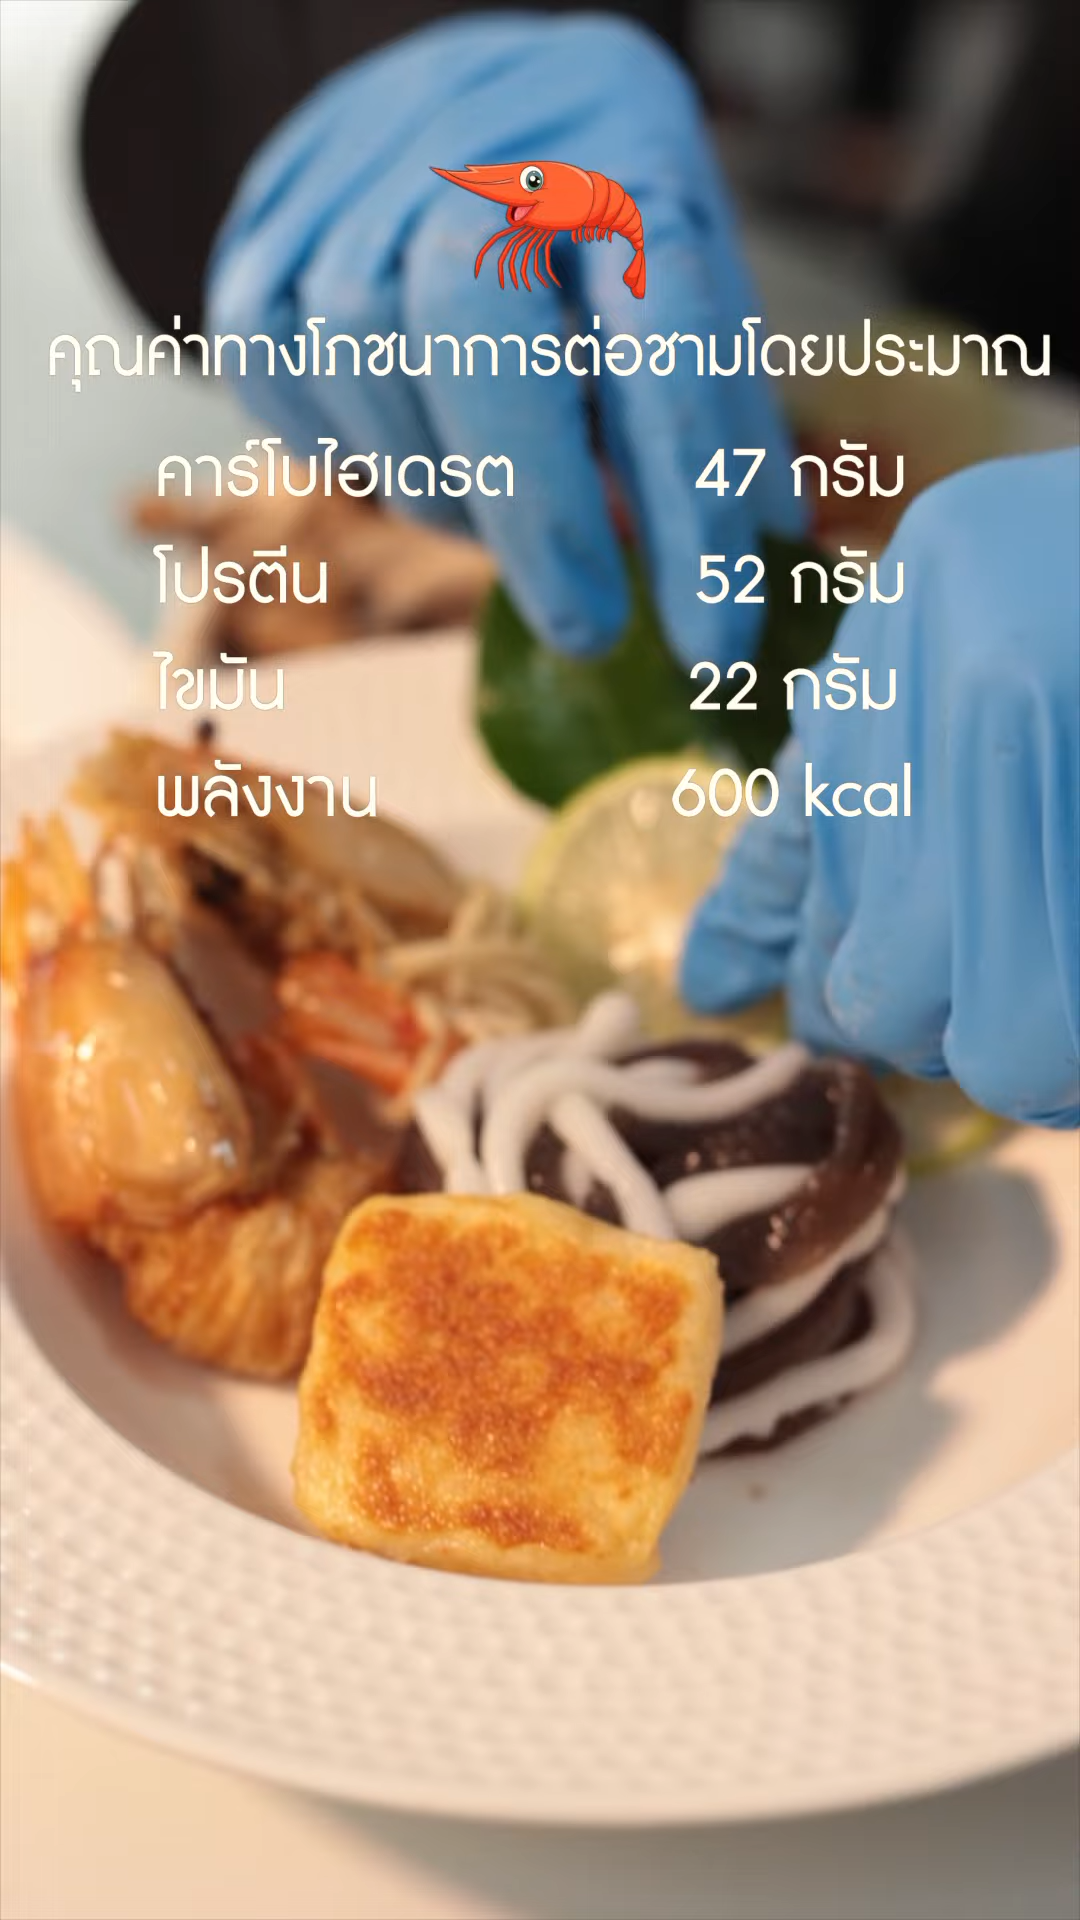 คุณค่าทางโภชนาการต่อชามโดยประมาณ
คาร์โบไฮเดรต 47 กรัม
โปรตีน 52 กรัม
ไขมัน 22 กรัม
พลังงาน 600 kcal